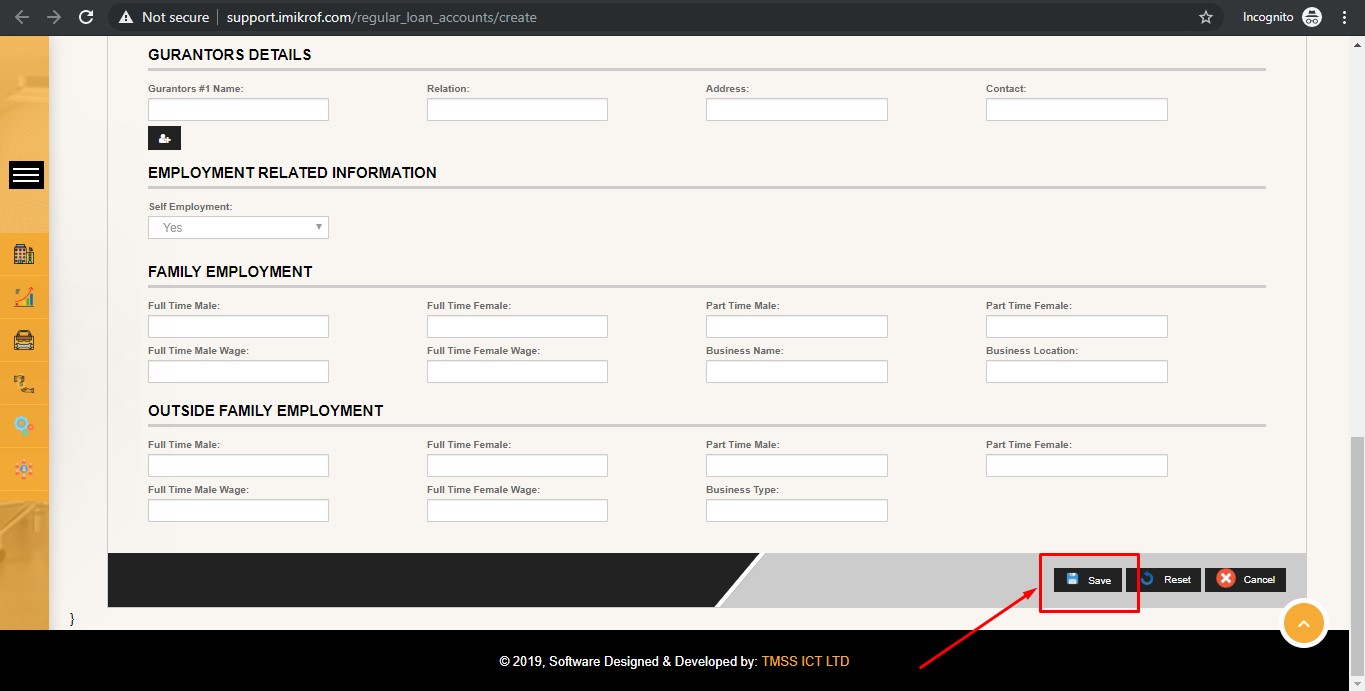 Not secure support.imikrof.com/regular_loan_accounts/create Incognito
GURANTORS DETAILS
Gurantors #1 Name: Relation: Address: Contact:
EMPLOYMENT RELATED INFORMATION
Self Employment:
Yes
FAMILY EMPLOYMENT
Full Time Male: Full Time Female: Part Time Male: Part Time Female:
Full Time Male Wage: Full Time Female Wage: Business Name: Business Location:
OUTSIDE FAMILY EMPLOYMENT
Full Time Male: Full Time Female: Part Time Male: Part Time Female:
Full Time Male Wage: Full Time Female Wage: Business Type:
Save Reset Cancel
}
© 2019, Software Designed & Developed by: TMSS ICT LTD